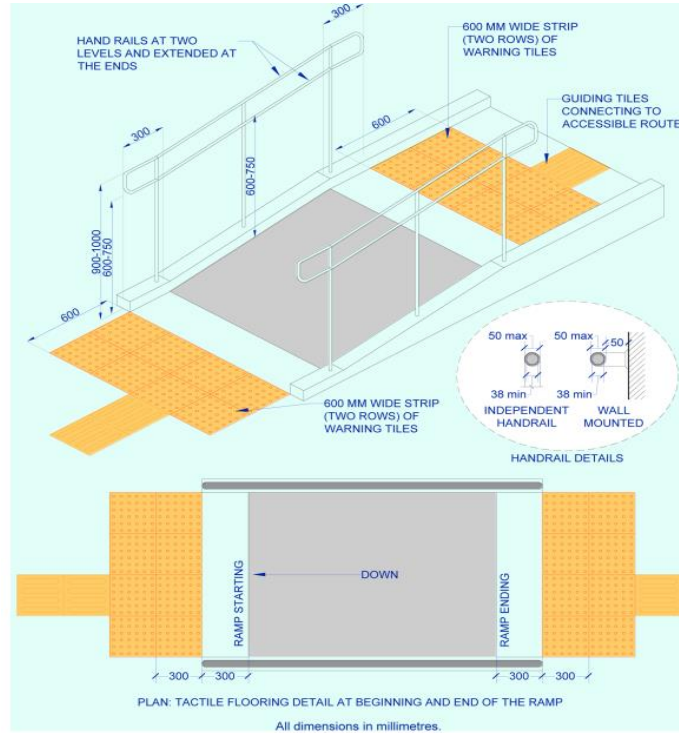 300
HAND RAILS AT TWO
LEVELS AND EXTENDED AT
THE ENDS
600 MM WIDE STRIP
(TWO ROWS) OF
WARNING TILES
GUIDING TILES
CONNECTING TO
ACCESSIBLE ROUTE
300
600
600-750
900-1000
600-750
600
50 max
50 max
50
38 min
38 min
INDEPENDENT
HANDRAIL
WALL
MOUNTED
HANDRAIL DETAILS
600 MM WIDE STRIP
(TWO ROWS) OF
WARNING TILES
RAMP STARTING
DOWN
RAMP ENDING
300
300
300
300
PLAN: TACTILE FLOORING DETAIL AT BEGINNING AND END OF THE RAMP
All dimensions in millimetres.